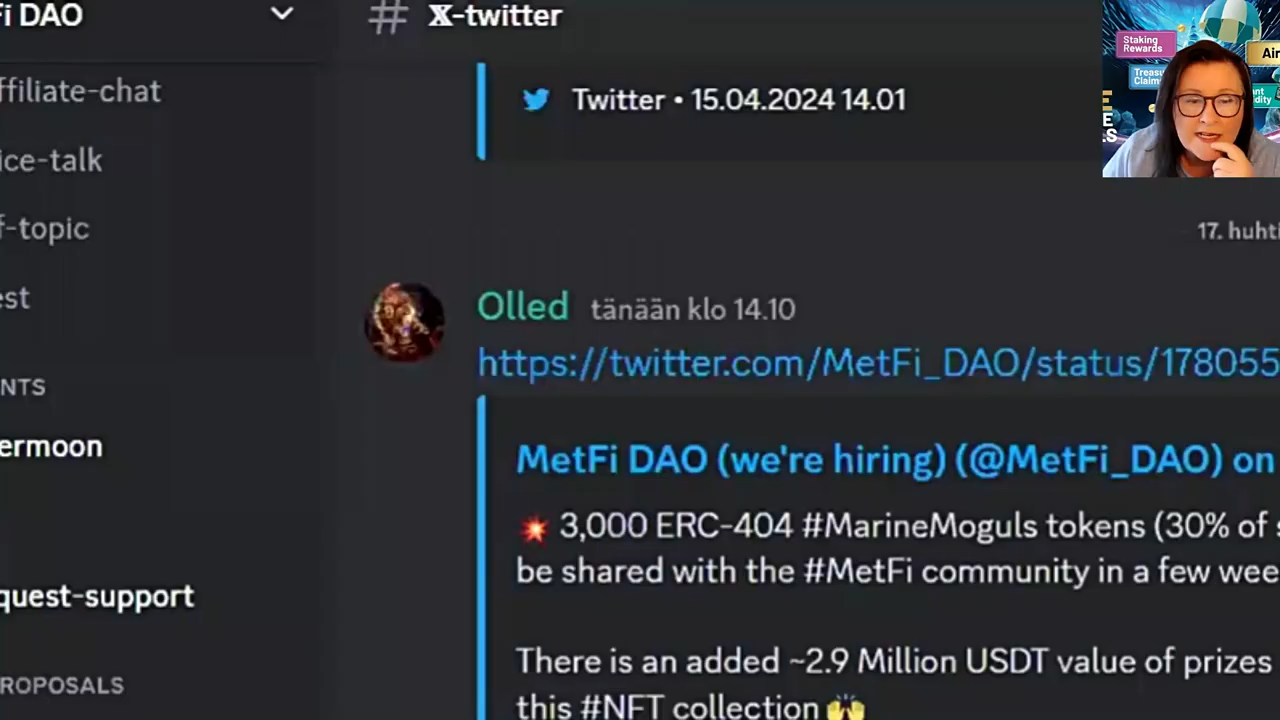 Fi DAO
ffiliate-chat
ice-talk
f-topic
est
NTS
ermoon
quest-support
ROPOSALS
# X-twitter
Twitter • 15.04.2024 14.01
17. huhti
Olled tänään klo 14.10
https://twitter.com/MetFi_DAO/status/178055
MetFi DAO (we're hiring) (@MetFi_DAO) on
💥 3,000 ERC-404 #MarineMoguls tokens (30% of s
be shared with the #MetFi community in a few wee
There is an added ~2.9 Million USDT value of prizes
this #NFT collection 🙌
Staking
Rewards
Air
Treasu
Claim